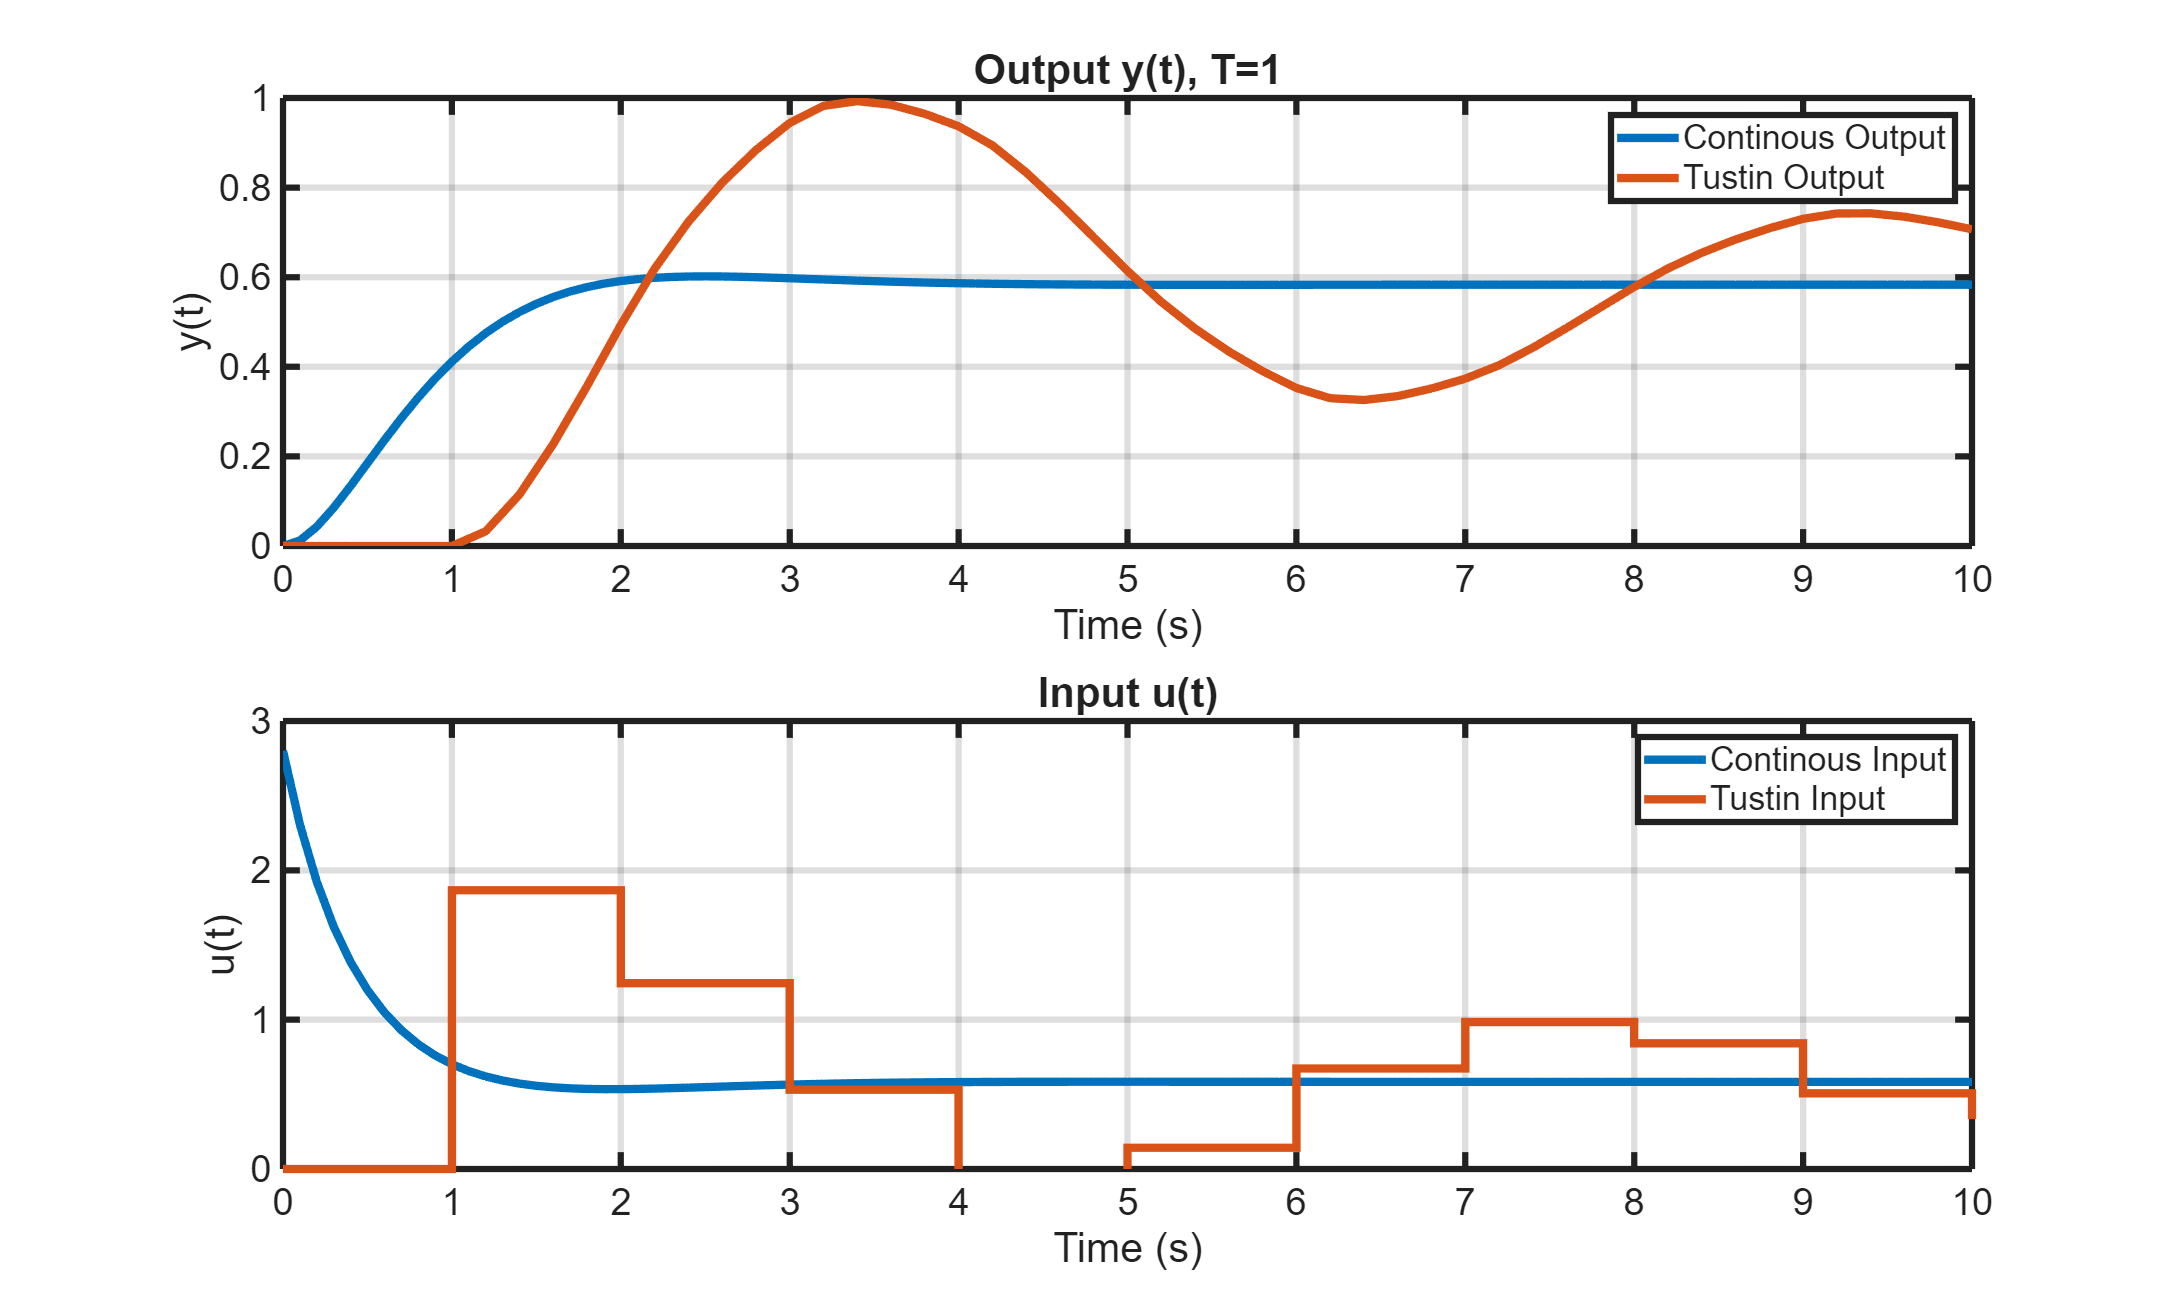 Output y(t), T=1
1
0.8
0.6
0.4
0.2
0
y(t)
Continous Output
Tustin Output
0 1 2 3 4 5 6 7 8 9 10
Time (s)
Input u(t)
3
2
1
0
u(t)
Continous Input
Tustin Input
0 1 2 3 4 5 6 7 8 9 10
Time (s)